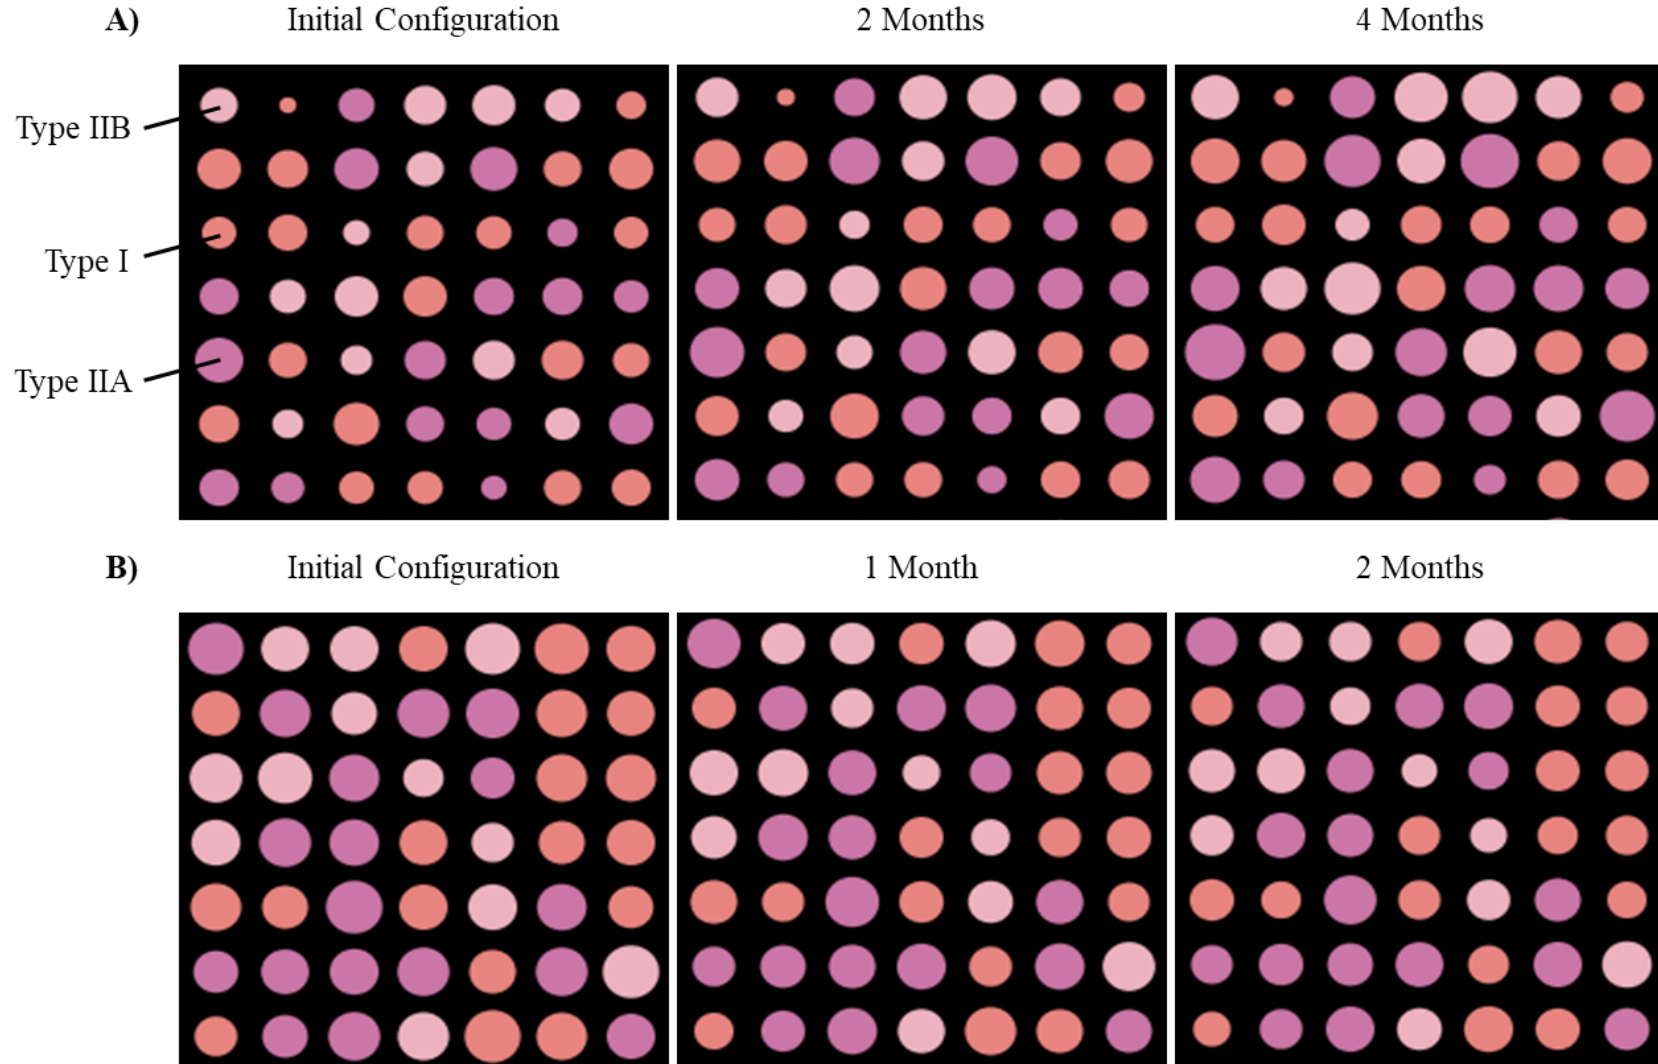 A) Initial Configuration 2 Months 4 Months
Type IIB
Type I
Type IIA
B) Initial Configuration 1 Month 2 Months